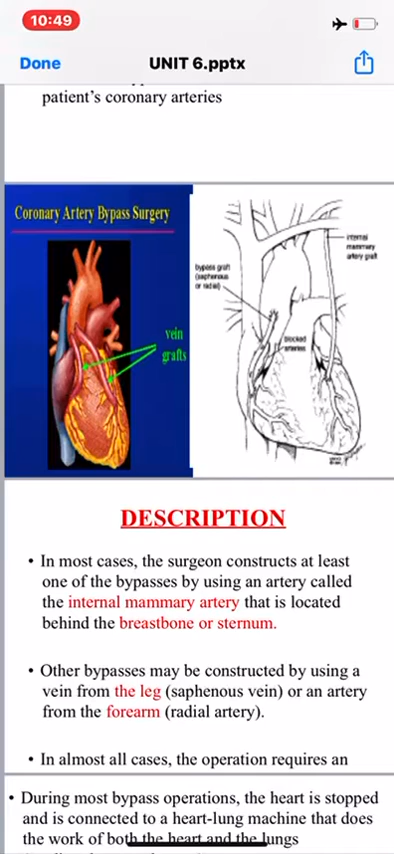 10:49
Done
UNIT 6.pptx
patient's coronary arteries
Coronary Artery Bypass Surgery
vein
grafts
internal
mammary
artery graft
bypass graft
(saphenous
or radial)
blocked
arteries
DESCRIPTION
• In most cases, the surgeon constructs at least
one of the bypasses by using an artery called
the internal mammary artery that is located
behind the breastbone or sternum.
• Other bypasses may be constructed by using a
vein from the leg (saphenous vein) or an artery
from the forearm (radial artery).
• In almost all cases, the operation requires an
• During most bypass operations, the heart is stopped
and is connected to a heart-lung machine that does
the work of both the heart and the lungs